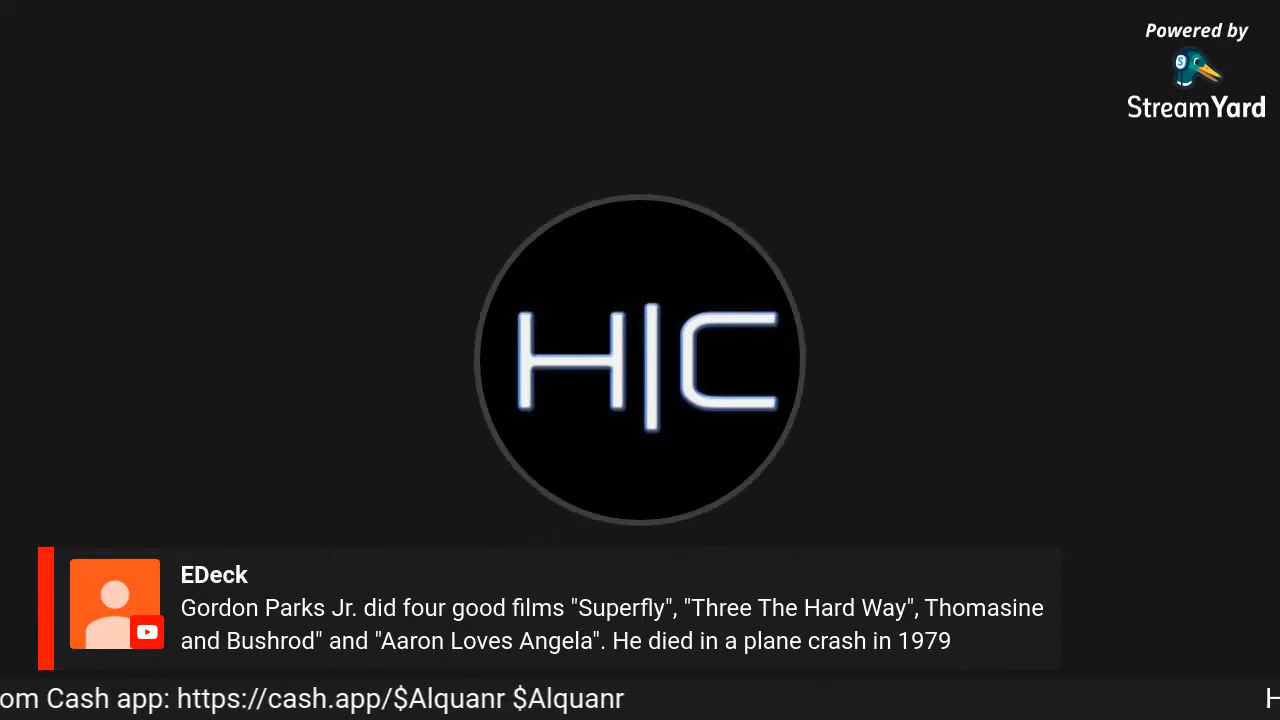 Powered by
StreamYard
H|C
EDeck
Gordon Parks Jr. did four good films "Superfly", "Three The Hard Way", Thomasine
and Bushrod" and "Aaron Loves Angela". He died in a plane crash in 1979
om Cash app: https://cash.app/$Alquanr $Alquanr H